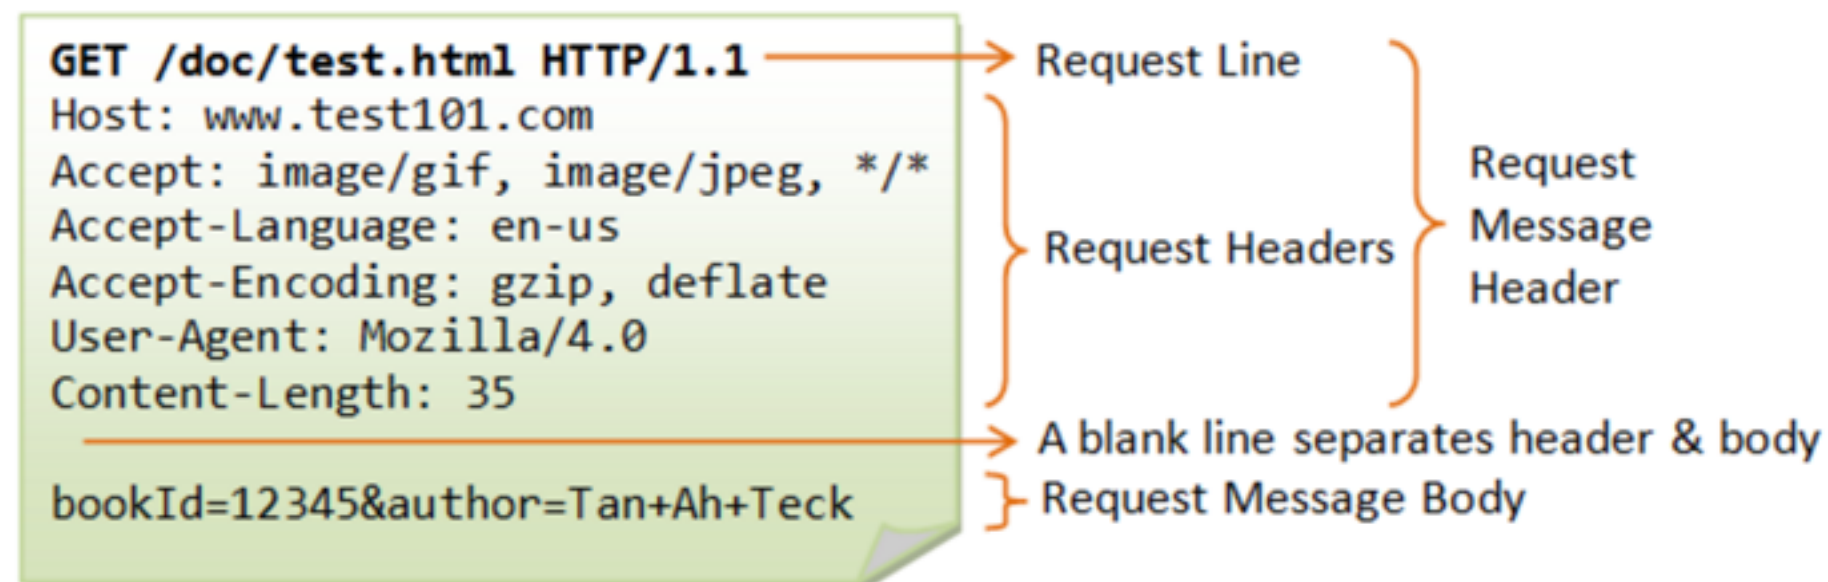 GET /doc/test.html HTTP/1.1
Host: www.test101.com
Accept: image/gif, image/jpeg, */*
Accept-Language: en-us
Accept-Encoding: gzip, deflate
User-Agent: Mozilla/4.0
Content-Length: 35
bookId=12345&author=Tan+Ah+Teck
Request Line
Request Headers
Request
Message
Header
A blank line separates header & body
Request Message Body